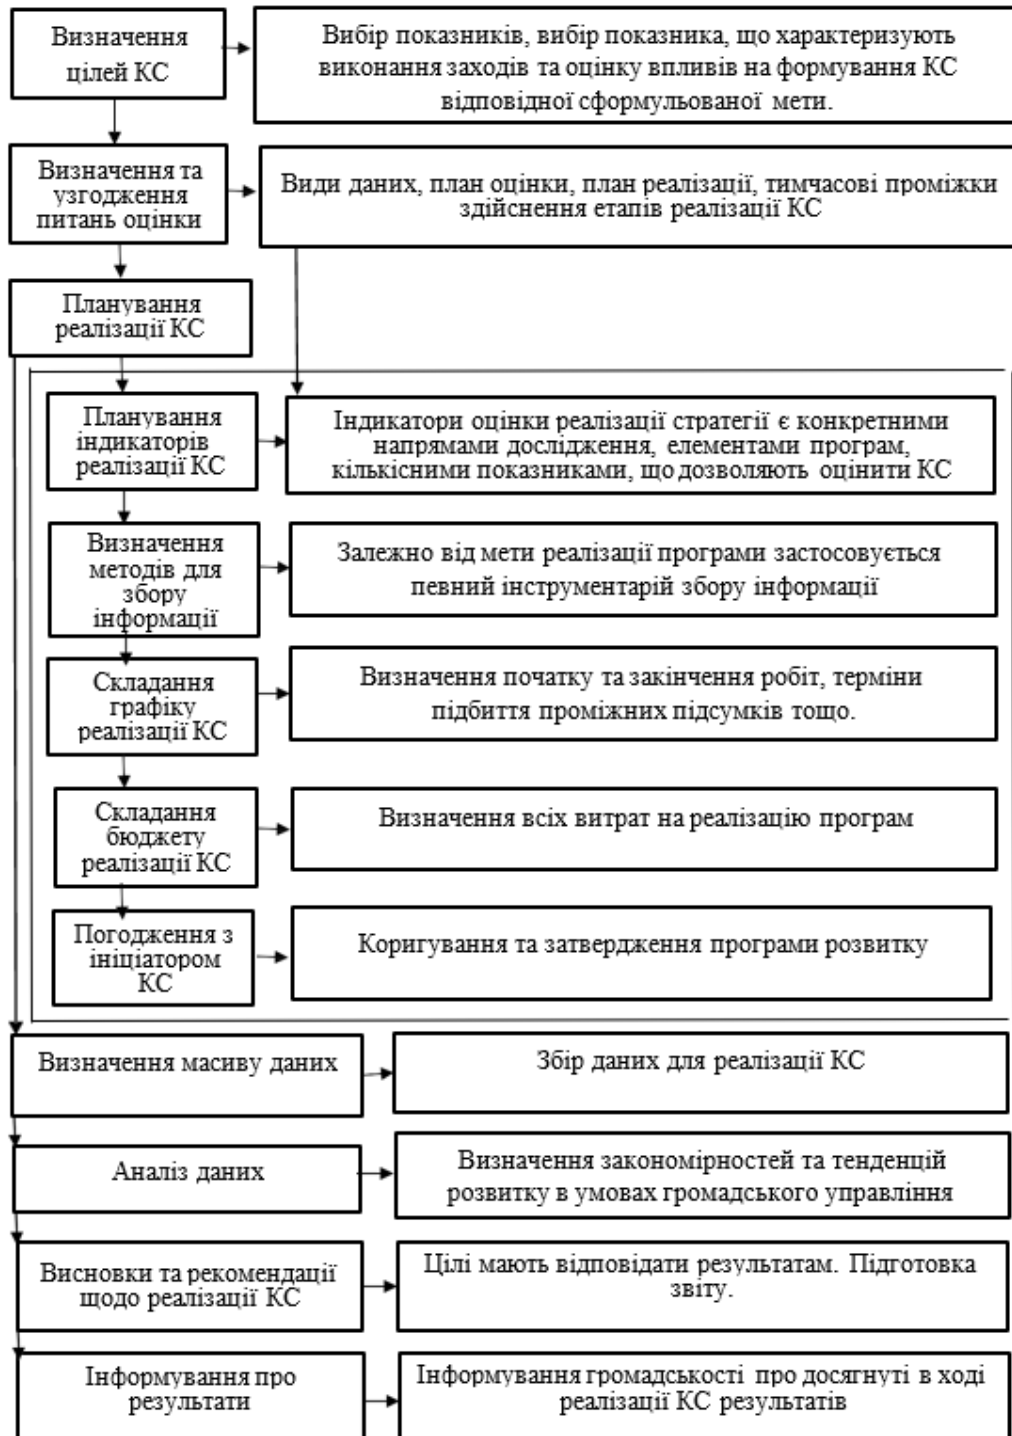 Визначення
цілей КС
Вибір показників, вибір показника, що характеризують
виконання заходів та оцінку впливів на формування КС
відповідної сформульованої мети.
Визначення та
узгодження
питань оцінки
Види даних, план оцінки, план реалізації, тимчасові проміжки
здійснення етапів реалізації КС
Планування
реалізації КС
Планування
індикаторів
реалізації КС
Індикатори оцінки реалізації стратегії є конкретними
напрямами дослідження, елементами програм,
кількісними показниками, що дозволяють оцінити КС
Визначення
методів для
збору
інформації
Залежно від мети реалізації програми застосовується
певний інструментарій збору інформації
Складання
графіку
реалізації КС
Визначення початку та закінчення робіт, терміни
підбиття проміжних підсумків тощо.
Складання
бюджету
реалізації КС
Визначення всіх витрат на реалізацію програм
Погодження з
ініціатором
КС
Коригування та затвердження програми розвитку
Визначення масиву даних
Збір даних для реалізації КС
Аналіз даних
Визначення закономірностей та тенденцій
розвитку в умовах громадського управління
Висновки та рекомендації
щодо реалізації КС
Цілі мають відповідати результатам. Підготовка
звіту.
Інформування про
результати
Інформування громадськості про досягнуті в ході
реалізації КС результатів